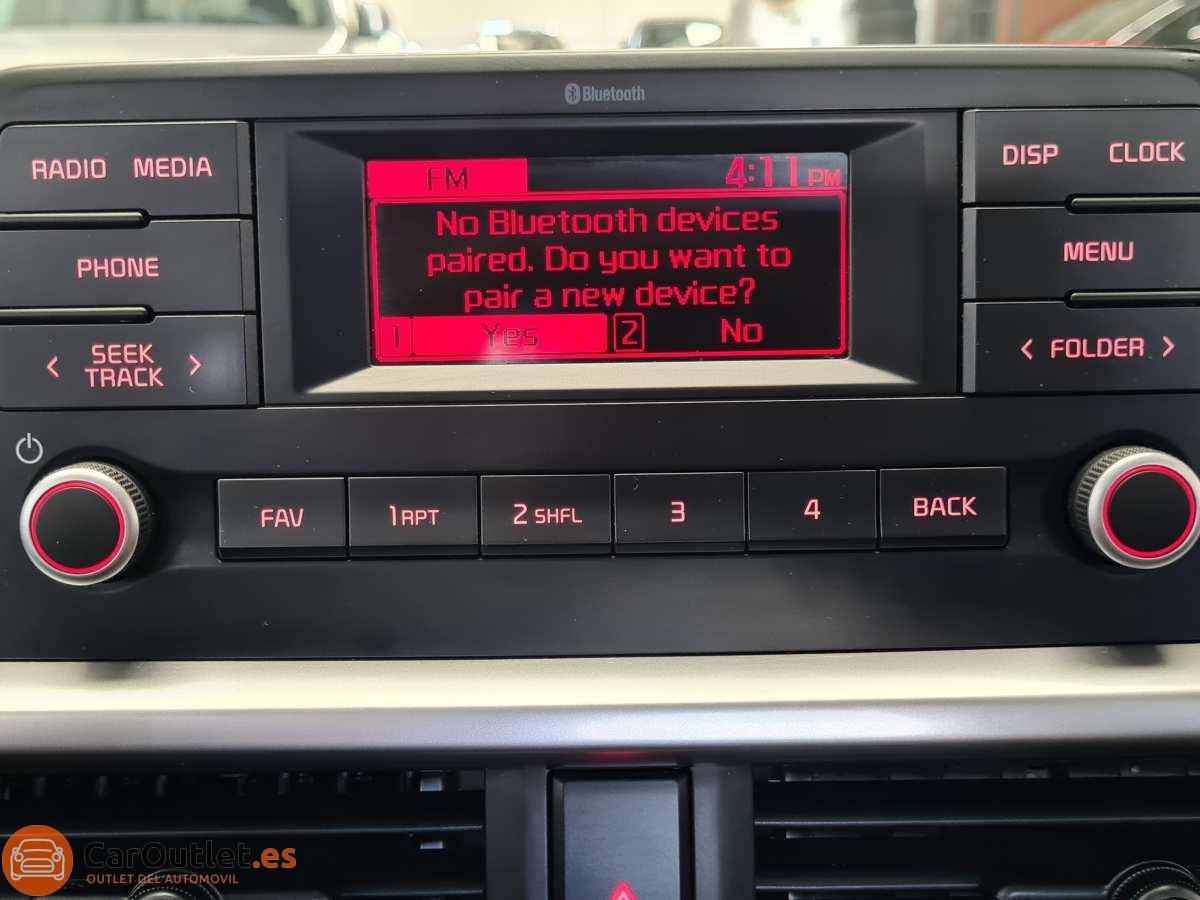 Bluetooth
RADIO MEDIA
PHONE
< SEEK TRACK >
FM 4:11 PM
No Bluetooth devices
paired. Do you want to
pair a new device?
1 Yes 2 No
DISP CLOCK
MENU
< FOLDER >
FAV 1 RPT 2 SHFL 3 4 BACK
CarOutlet.es
OUTLET DEL AUTOMOVIL